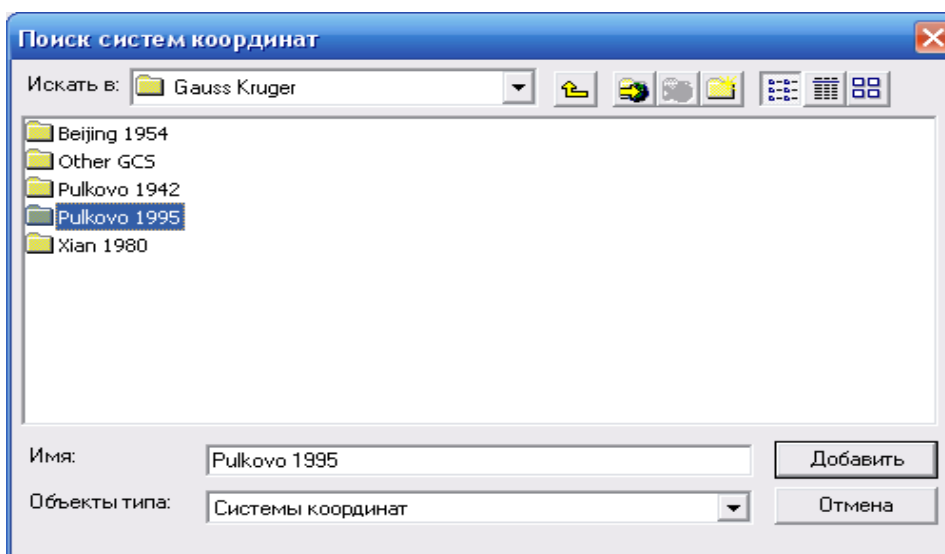 Поиск систем координат
Искать в: Gauss Kruger
Beijing 1954
Other GCS
Pulkovo 1942
Pulkovo 1995
Xian 1980
Имя: Pulkovo 1995 Добавить
Объекты типа: Системы координат Отмена